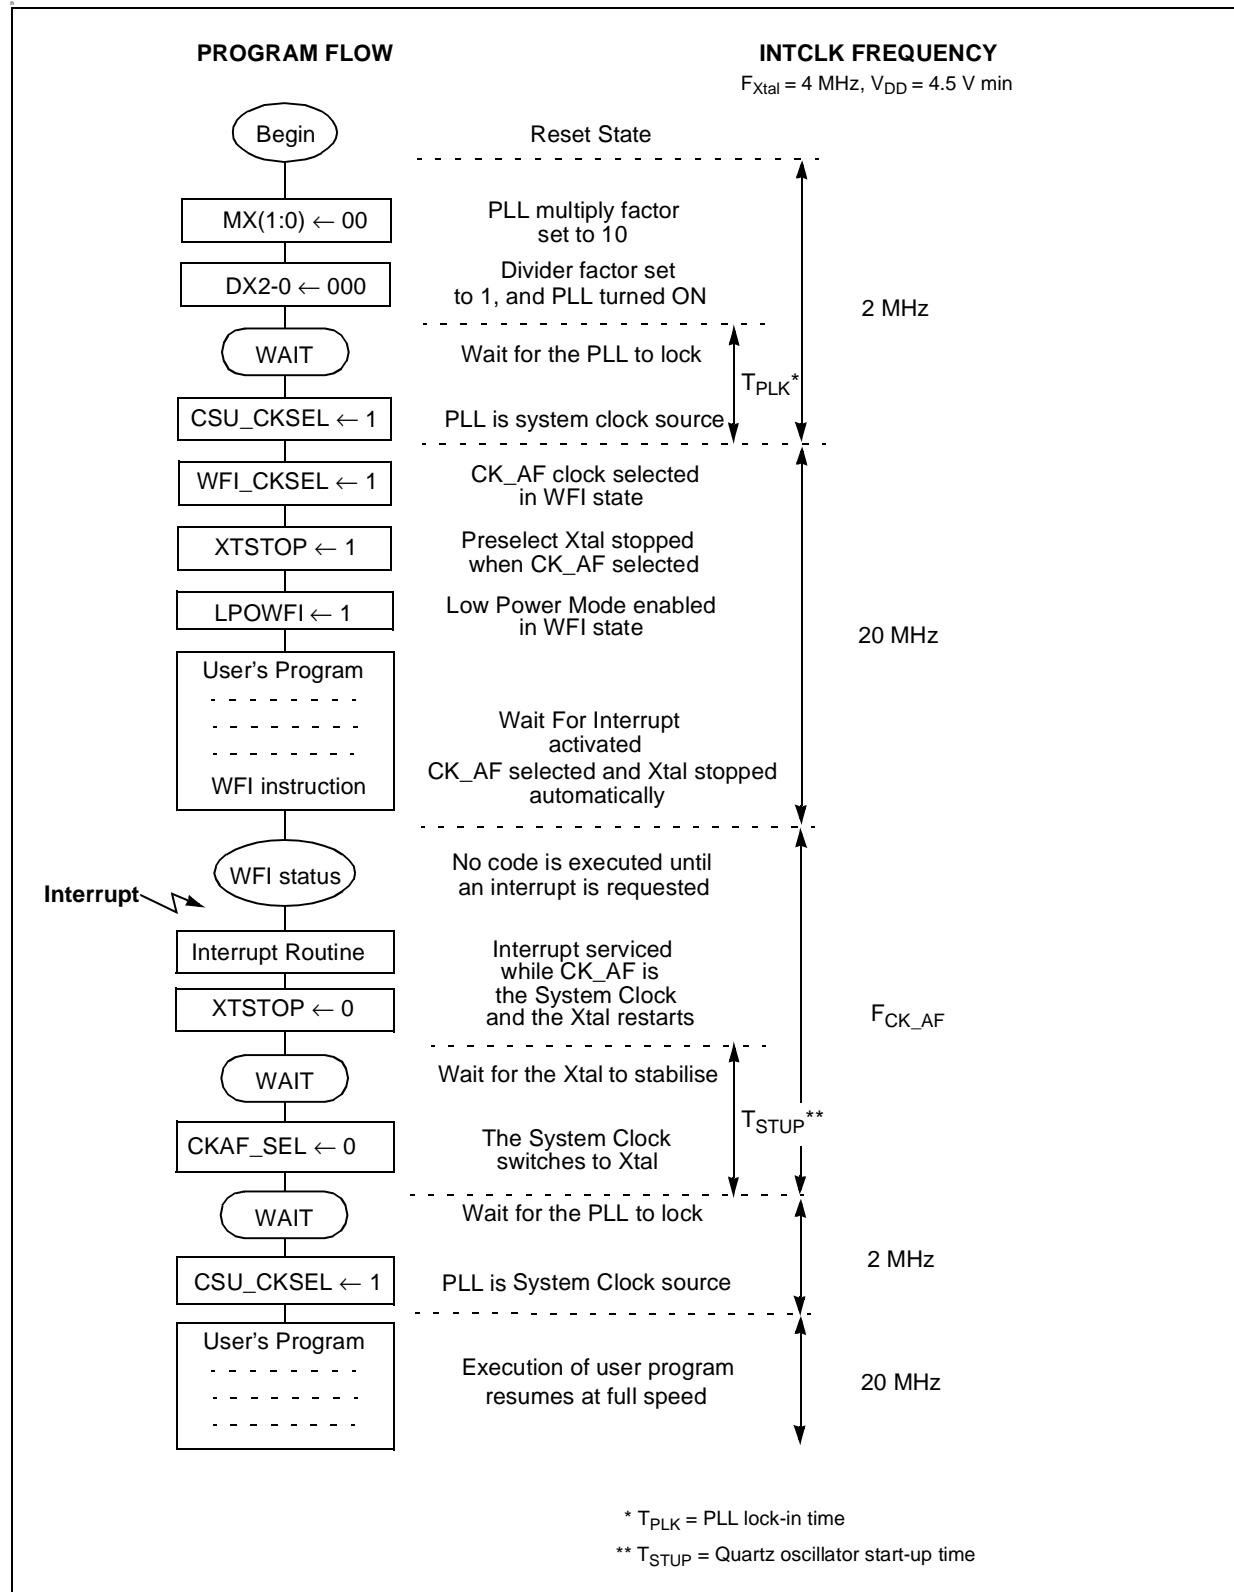 PROGRAM FLOW
INTCLK FREQUENCY
FXtal = 4 MHz, VDD = 4.5 V min
Begin
Reset State
MX(1:0) ← 00
PLL multiply factor
set to 10
DX2-0 ← 000
Divider factor set
to 1, and PLL turned ON
2 MHz
WAIT
Wait for the PLL to lock
TPLK*
CSU_CKSEL ← 1
PLL is system clock source
WFI_CKSEL ← 1
CK_AF clock selected
in WFI state
XTSTOP ← 1
Preselect Xtal stopped
when CK_AF selected
LPOWFI ← 1
Low Power Mode enabled
in WFI state
20 MHz
User's Program
WFI instruction
Wait For Interrupt
activated
CK_AF selected and Xtal stopped
automatically
WFI status
No code is executed until
an interrupt is requested
Interrupt
Interrupt Routine
Interrupt serviced
while CK_AF is
the System Clock
and the Xtal restarts
XTSTOP ← 0
FCK_AF
WAIT
Wait for the Xtal to stabilise
TSTUP**
CKAF_SEL ← 0
The System Clock
switches to Xtal
WAIT
Wait for the PLL to lock
2 MHz
CSU_CKSEL ← 1
PLL is System Clock source
User's Program
Execution of user program
resumes at full speed
20 MHz
* TPLK = PLL lock-in time
** TSTUP = Quartz oscillator start-up time